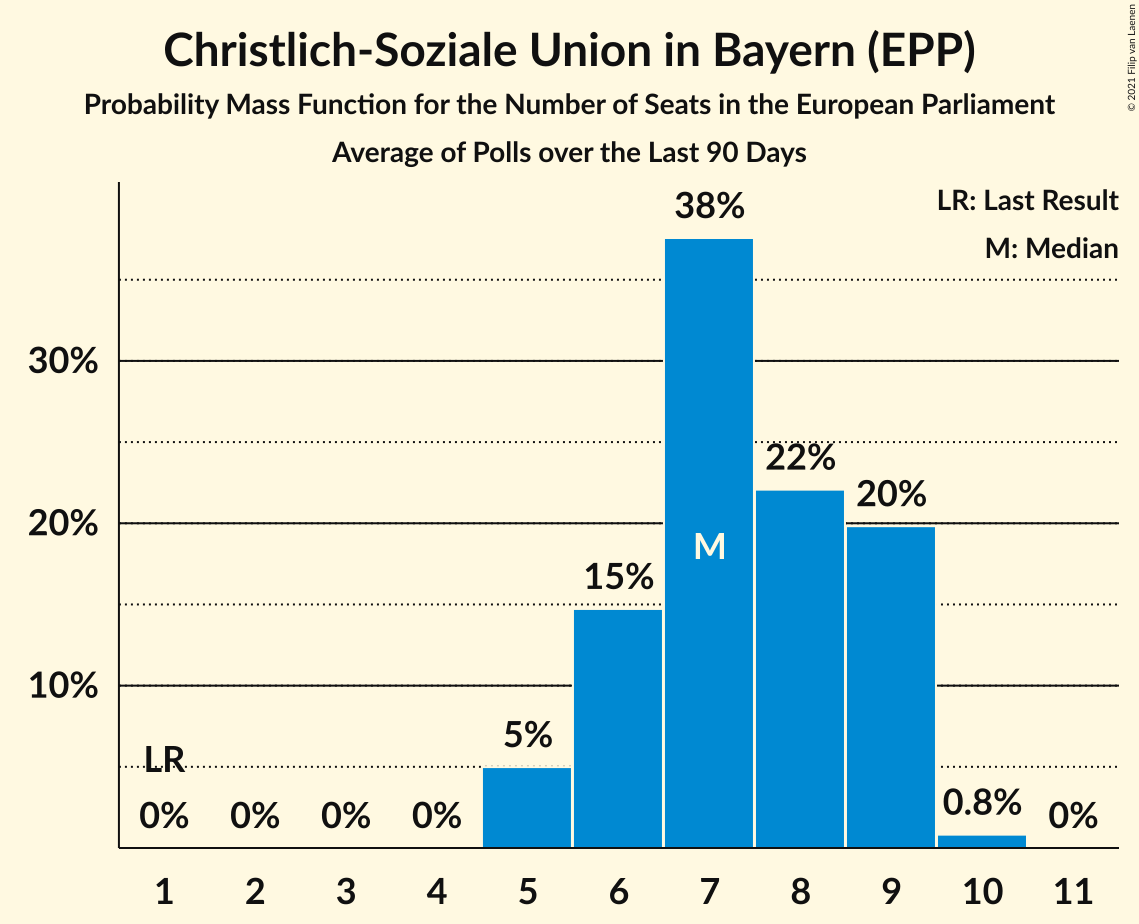 Christlich-Soziale Union in Bayern (EPP)
Probability Mass Function for the Number of Seats in the European Parliament
Average of Polls over the Last 90 Days
© 2021 Filip van Laenen
LR: Last Result
M: Median
38%
30%
22%
20%
20%
M
15%
10%
5%
LR
0%
0%
0%
0%
0.8%
0%
1 2 3 4 5 6 7 8 9 10 11